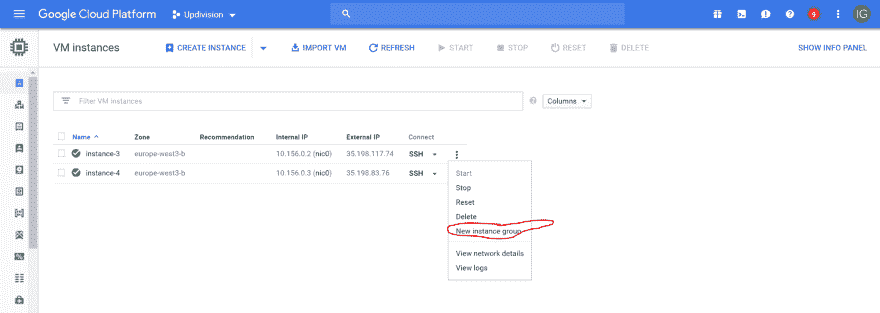 Google Cloud Platform Updivision 9 IG
VM instances CREATE INSTANCE IMPORT VM REFRESH START STOP RESET DELETE SHOW INFO PANEL
Filter VM instances Columns
Name Zone Recommendation Internal IP External IP Connect
instance-3 europe-west3-b 10.156.0.2 (nic0) 35.198.117.74 SSH
instance-4 europe-west3-b 10.156.0.3 (nic0) 35.198.83.76 SSH
Start
Stop
Reset
Delete
New instance group
View network details
View logs